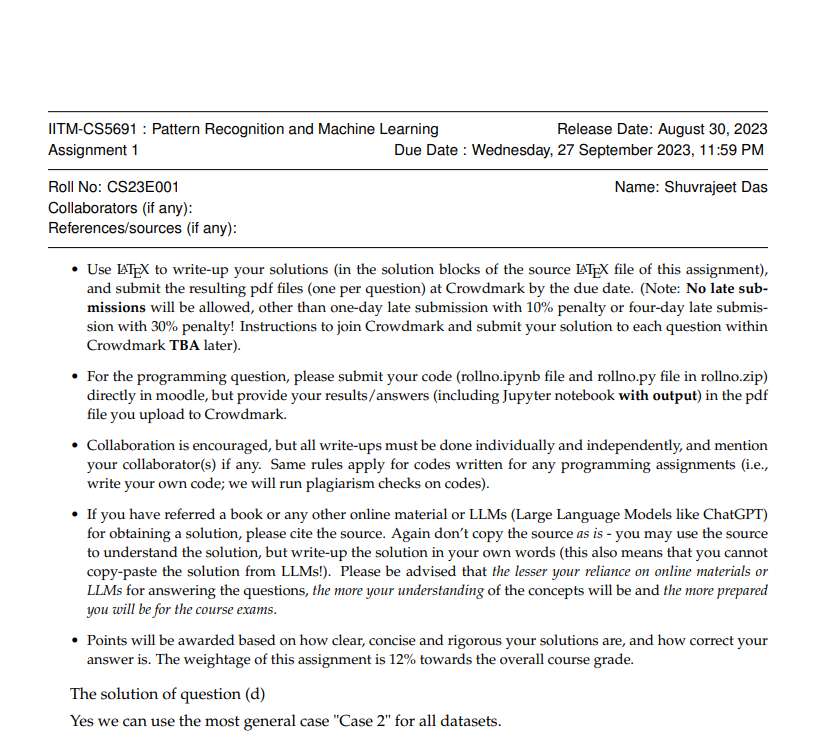 IITM-CS5691 : Pattern Recognition and Machine Learning Release Date: August 30, 2023
Assignment 1 Due Date : Wednesday, 27 September 2023, 11:59 PM
Roll No: CS23E001 Name: Shuvrajeet Das
Collaborators (if any):
References/sources (if any):
• Use LATEX to write-up your solutions (in the solution blocks of the source LATEX file of this assignment),
and submit the resulting pdf files (one per question) at Crowdmark by the due date. (Note: No late sub-
missions will be allowed, other than one-day late submission with 10% penalty or four-day late submis-
sion with 30% penalty! Instructions to join Crowdmark and submit your solution to each question within
Crowdmark TBA later).
• For the programming question, please submit your code (rollno.ipynb file and rollno.py file in rollno.zip)
directly in moodle, but provide your results/answers (including Jupyter notebook with output) in the pdf
file you upload to Crowdmark.
• Collaboration is encouraged, but all write-ups must be done individually and independently, and mention
your collaborator(s) if any. Same rules apply for codes written for any programming assignments (i.e.,
write your own code; we will run plagiarism checks on codes).
• If you have referred a book or any other online material or LLMs (Large Language Models like ChatGPT)
for obtaining a solution, please cite the source. Again don't copy the source as is - you may use the source
to understand the solution, but write-up the solution in your own words (this also means that you cannot
copy-paste the solution from LLMs!). Please be advised that the lesser your reliance on online materials or
LLMs for answering the questions, the more your understanding of the concepts will be and the more prepared
you will be for the course exams.
• Points will be awarded based on how clear, concise and rigorous your solutions are, and how correct your
answer is. The weightage of this assignment is 12% towards the overall course grade.
The solution of question (d)
Yes we can use the most general case "Case 2" for all datasets.